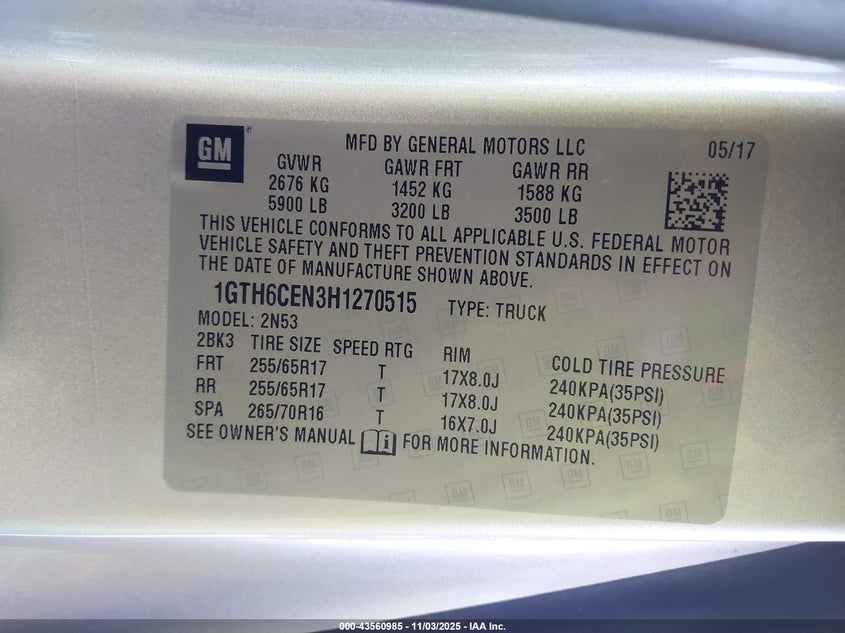 GM
MFD BY GENERAL MOTORS LLC 05/17
GVWR GAWR FRT GAWR RR
2676 KG 1452 KG 1588 KG
5900 LB 3200 LB 3500 LB
THIS VEHICLE CONFORMS TO ALL APPLICABLE U.S. FEDERAL MOTOR
VEHICLE SAFETY AND THEFT PREVENTION STANDARDS IN EFFECT ON
THE DATE OF MANUFACTURE SHOWN ABOVE.
1GTH6CEN3H1270515 TYPE: TRUCK
MODEL: 2N53
2BK3 TIRE SIZE SPEED RTG RIM COLD TIRE PRESSURE
FRT 255/65R17 T 17X8.0J 240KPA(35PSI)
RR 255/65R17 T 17X8.0J 240KPA(35PSI)
SPA 265/70R16 T 16X7.0J 240KPA(35PSI)
SEE OWNER'S MANUAL FOR MORE INFORMATION.
000-43560985 - 11/03/2025 - IAA Inc.